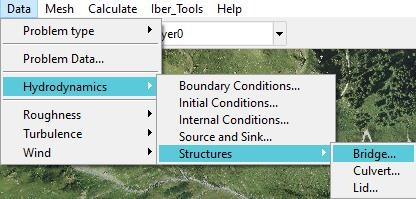 Data Mesh Calculate Iber_Tools Help
Problem type
yer0
Problem Data...
Hydrodynamics
Boundary Conditions...
Initial Conditions...
Roughness
Internal Conditions...
Turbulence
Source and Sink...
Wind
Structures
Bridge...
Culvert...
Lid...